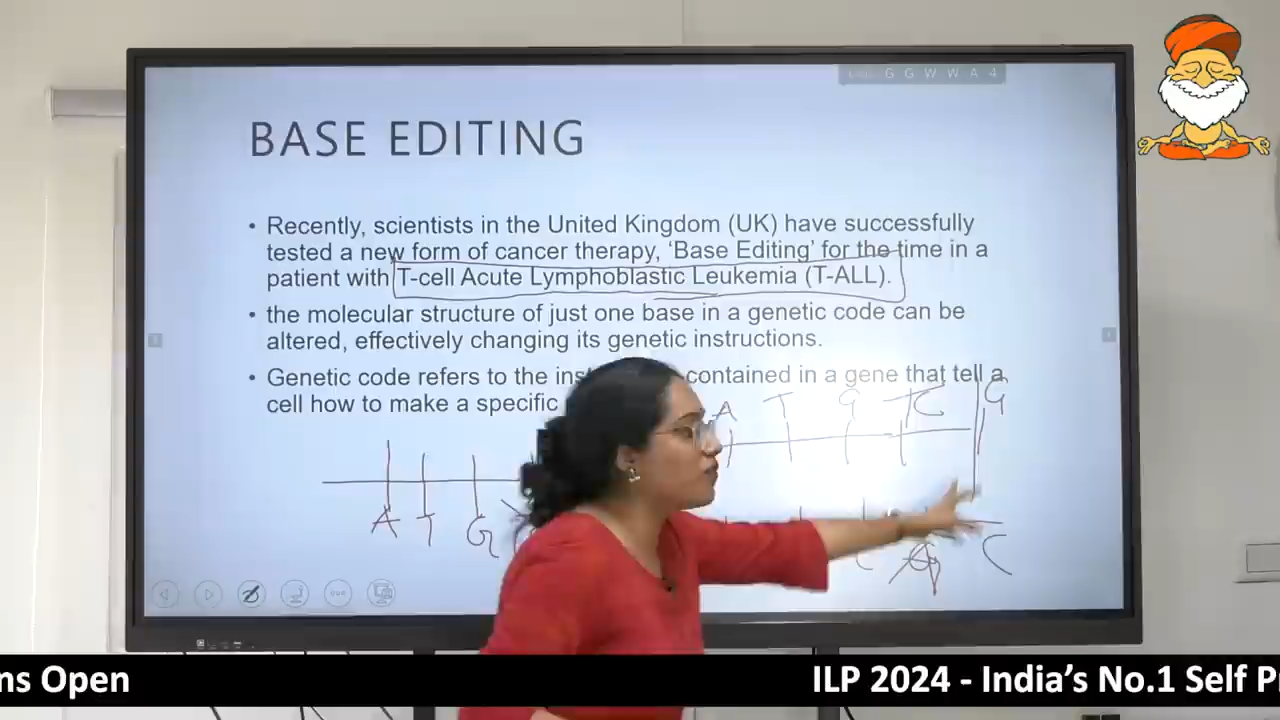 G G W W A 4
BASE EDITING
• Recently, scientists in the United Kingdom (UK) have successfully
tested a new form of cancer therapy, ‘Base Editing’ for the time in a
patient with T-cell Acute Lymphoblastic Leukemia (T-ALL).
• the molecular structure of just one base in a genetic code can be
altered, effectively changing its genetic instructions.
• Genetic code refers to the contained in a gene that tell a
cell how to make a specific
A T G C G
A T G
G C
ns Open ILP 2024 - India’s No.1 Self